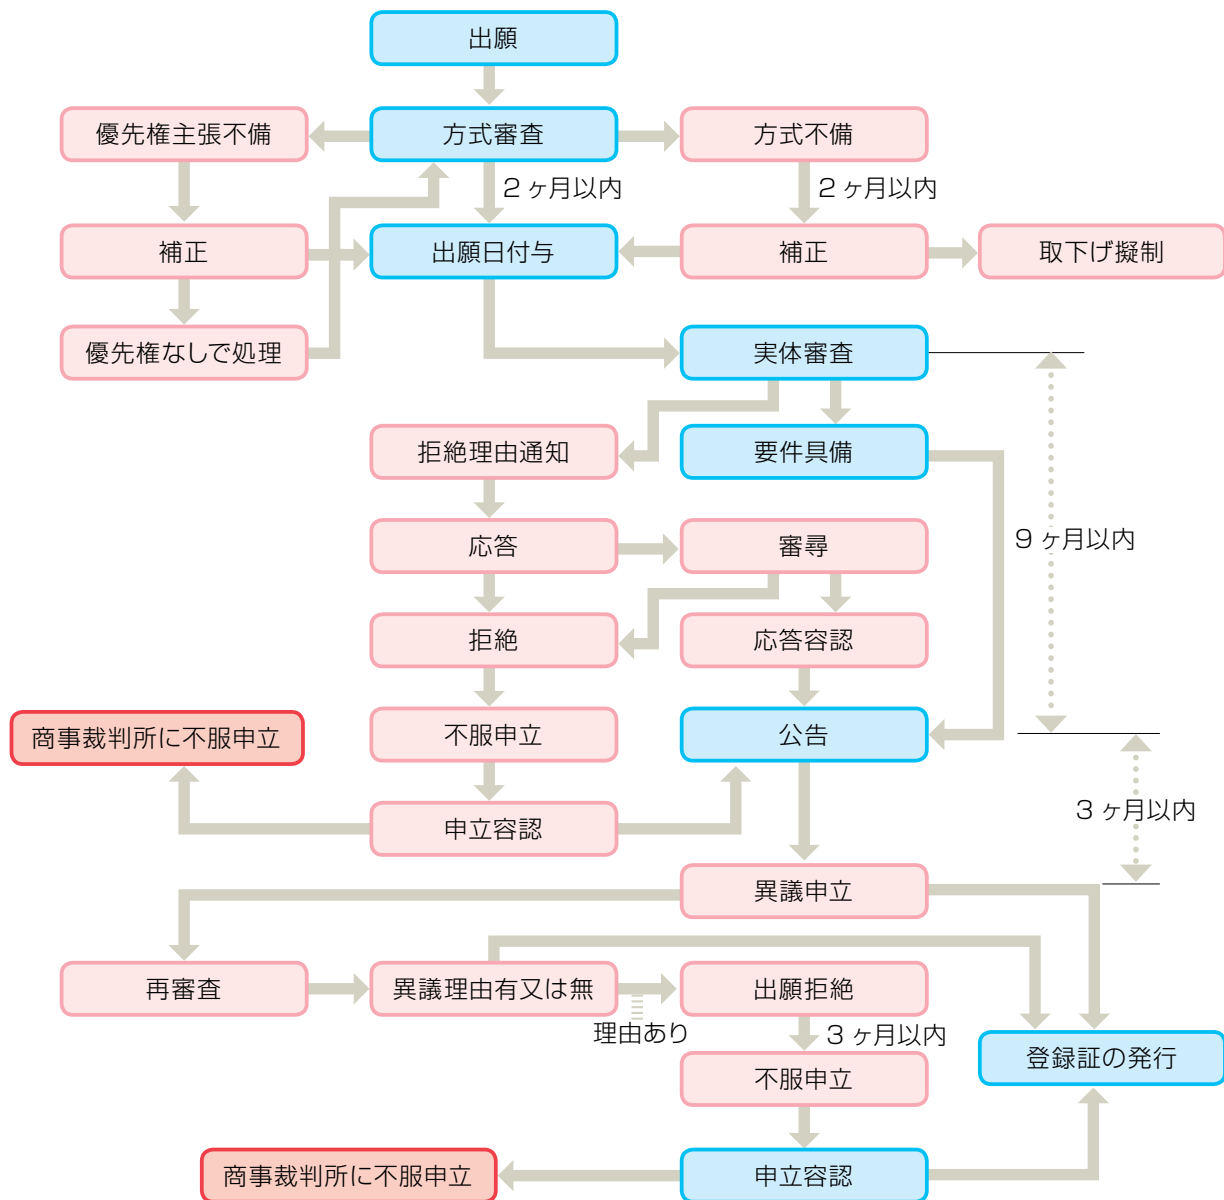 出願
優先権主張不備
方式審査
方式不備
2ヶ月以内
2ヶ月以内
補正
出願日付与
補正
取下げ擬制
優先権なしで処理
実体審査
拒絶理由通知
要件具備
9ヶ月以内
応答
審尋
拒絶
応答容認
商事裁判所に不服申立
不服申立
公告
3ヶ月以内
申立容認
異議申立
再審査
異議理由有又は無
出願拒絶
理由あり
3ヶ月以内
登録証の発行
不服申立
商事裁判所に不服申立
申立容認